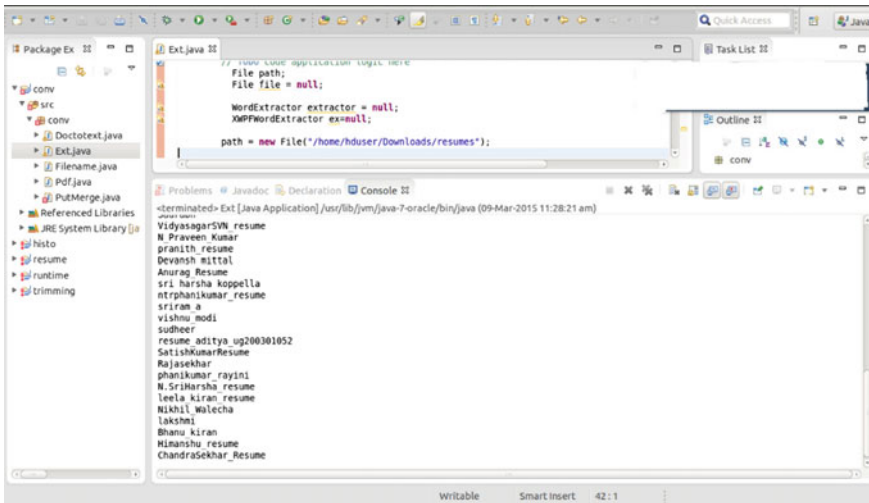 Quick Access
Java
Package Ex
conv
src
conv
Doctotext.java
Ext.java
Filename.java
Pdf.java
PutMerge.java
Referenced Libraries
JRE System Library [ja
histo
resume
runtime
trimming
Ext.java
// TODO code application logic here
File path;
File file = null;
WordExtractor extractor = null;
XWPFWordExtractor ex=null;
path = new File("/home/hduser/Downloads/resumes");
Task List
Outline
conv
Problems @ Javadoc Declaration Console
<terminated> Ext [Java Application] /usr/lib/jvm/java-7-oracle/bin/java (09-Mar-2015 11:28:21 am)
VidyasagarSVN_resume
N_Praveen_Kumar
pranith_resume
Devansh mittal
Anurag_Resume
sri harsha koppella
ntrphanikumar_resume
sriram_a
vishnu_modi
sudheer
resume_aditya_ug200301052
SatishKumarResume
Rajasekhar
phanikumar_rayini
N.SriHarsha_resume
leela_kiran_resume
Nikhil_Walecha
lakshmi
Bhanu_kiran
Himanshu_resume
ChandraSekhar_Resume
Writable
Smart Insert
42 : 1